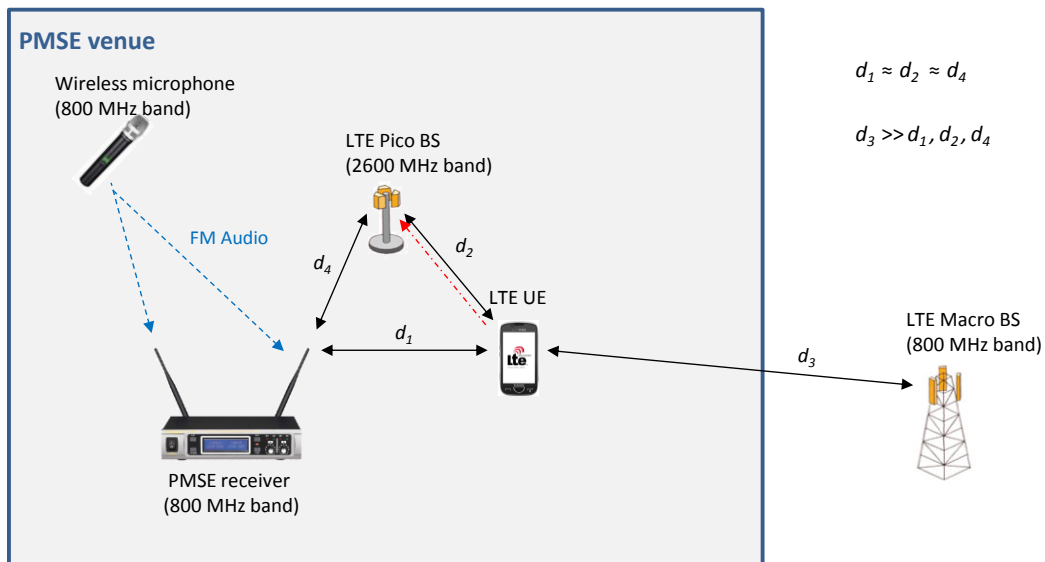 PMSE venue
Wireless microphone
(800 MHz band)
d1 ≈ d2 ≈ d4
LTE Pico BS
(2600 MHz band)
d3 >> d1, d2, d4
FM Audio
d4
d2
LTE UE
d1
Lte
d3
LTE Macro BS
(800 MHz band)
PMSE receiver
(800 MHz band)